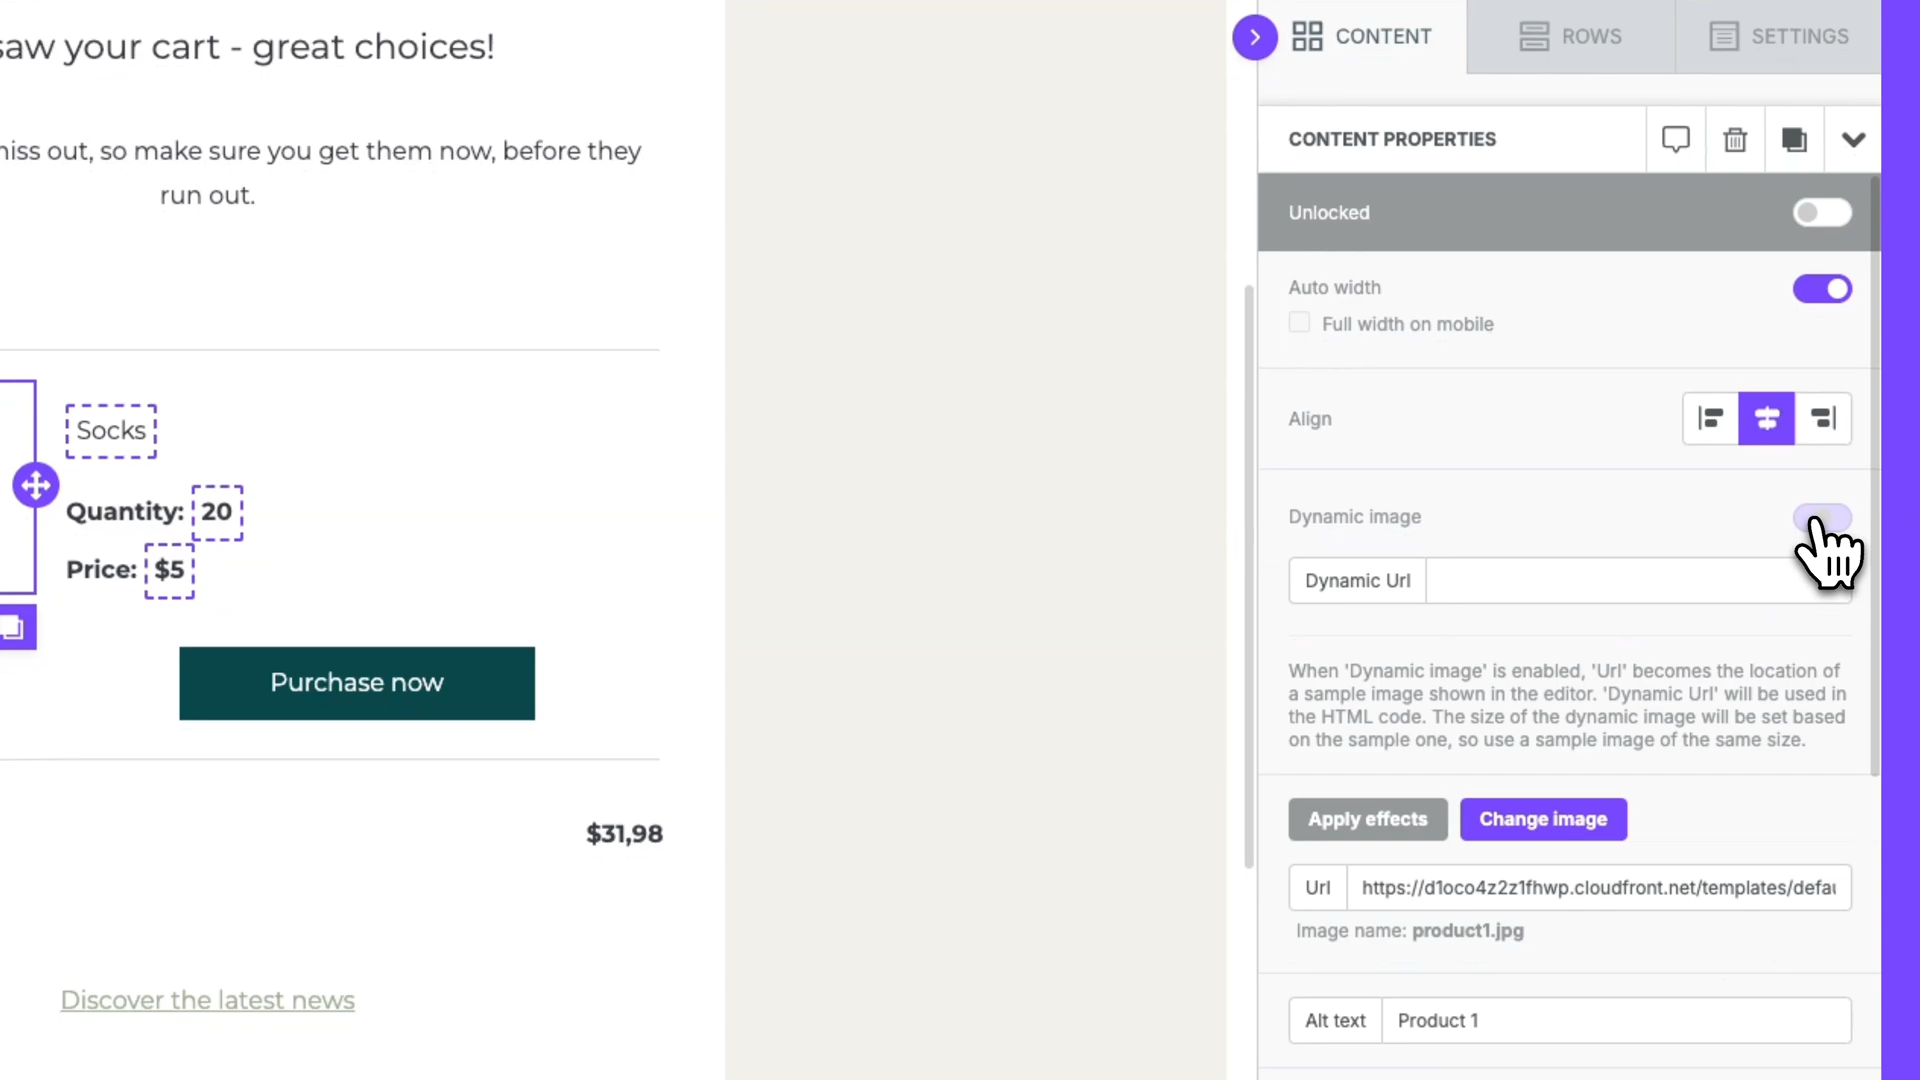 saw your cart - great choices!
niss out, so make sure you get them now, before they
run out.
Socks
Quantity: 20
Price: $5
Purchase now
$31,98
Discover the latest news
CONTENT
ROWS
SETTINGS
CONTENT PROPERTIES
Unlocked
Auto width
Full width on mobile
Align
Dynamic image
Dynamic Url
When 'Dynamic image' is enabled, 'Url' becomes the location of
a sample image shown in the editor. 'Dynamic Url' will be used in
the HTML code. The size of the dynamic image will be set based
on the sample one, so use a sample image of the same size.
Apply effects
Change image
Url https://d1oco4z2z1fhwp.cloudfront.net/templates/defau
Image name: product1.jpg
Alt text Product 1